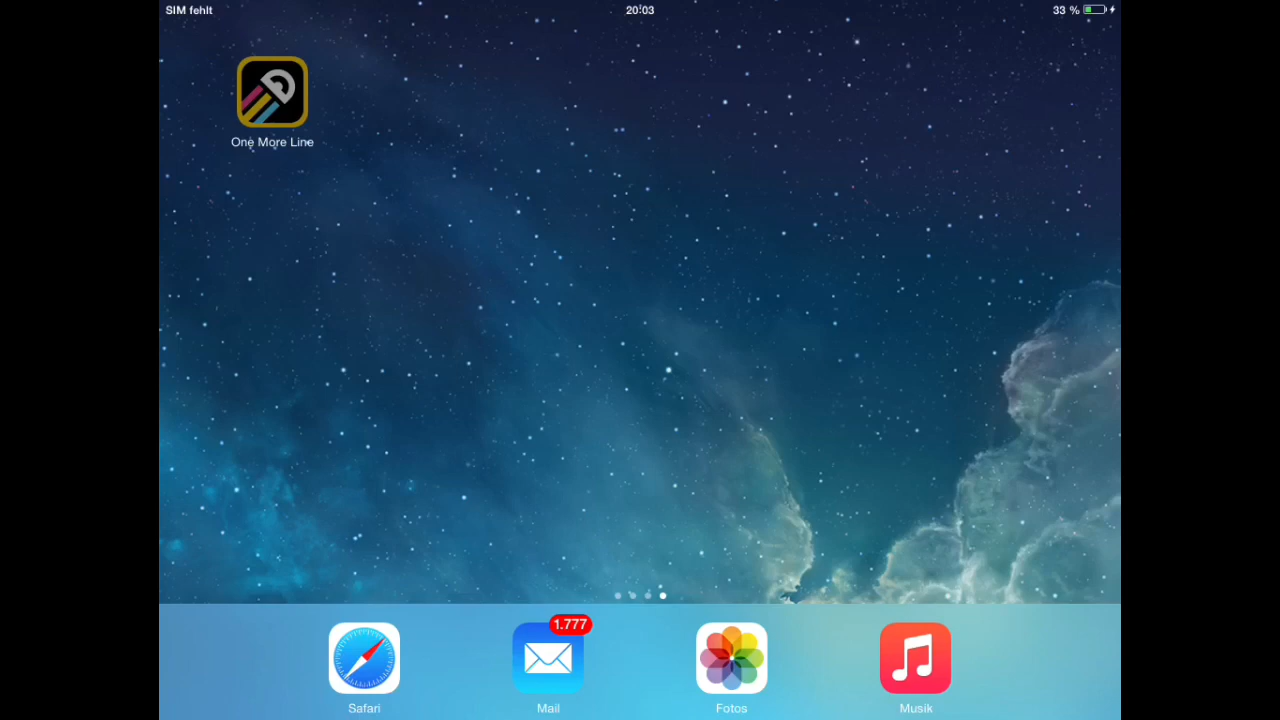 SIM fehlt
20:03
33 %
One More Line
1.777
Safari
Mail
Fotos
Musik